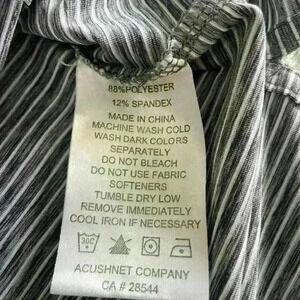 88% POLYESTER
12% SPANDEX
MADE IN CHINA
MACHINE WASH COLD
WASH DARK COLORS
SEPARATELY
DO NOT BLEACH
DO NOT USE FABRIC
SOFTENERS
TUMBLE DRY LOW
REMOVE IMMEDIATELY
COOL IRON IF NECESSARY
30C
ACUSHNET COMPANY
CA # 28544